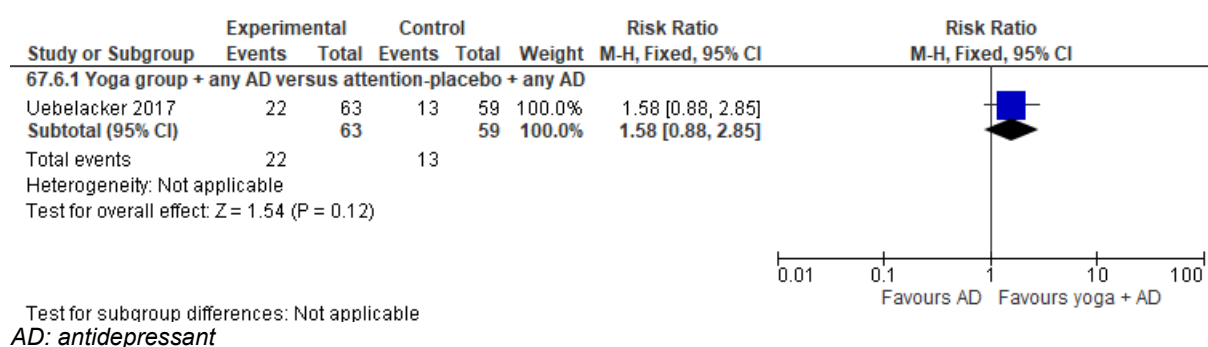 Experimental Control Risk Ratio Risk Ratio
Study or Subgroup Events Total Events Total Weight M-H, Fixed, 95% CI M-H, Fixed, 95% CI
67.6.1 Yoga group + any AD versus attention-placebo + any AD
Uebelacker 2017 22 63 13 59 100.0% 1.58 [0.88, 2.85]
Subtotal (95% CI) 63 59 100.0% 1.58 [0.88, 2.85]
Total events 22 13
Heterogeneity: Not applicable
Test for overall effect: Z = 1.54 (P = 0.12)
0.01 0.1 1 10 100
Favours AD Favours yoga + AD
Test for subgroup differences: Not applicable
AD: antidepressant